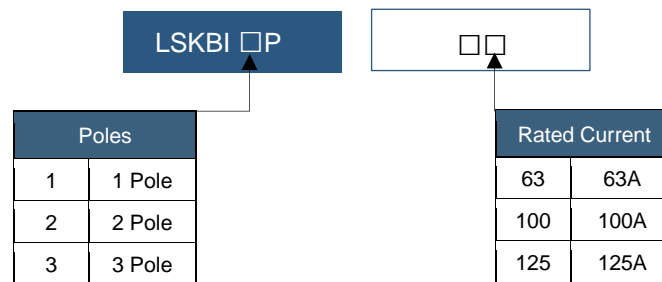 LSKBI □P □□
Poles
1 1 Pole
2 2 Pole
3 3 Pole
Rated Current
63 63A
100 100A
125 125A